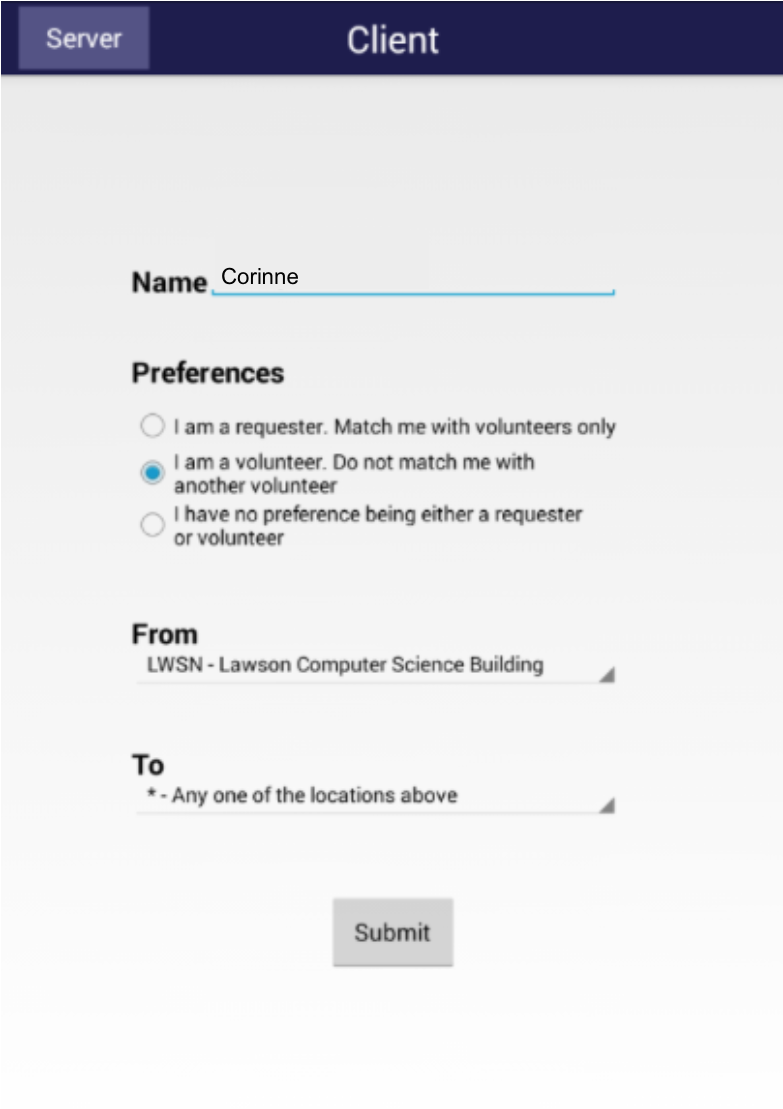 Server
Client
Name Corinne
Preferences
I am a requester. Match me with volunteers only
I am a volunteer. Do not match me with
another volunteer
I have no preference being either a requester
or volunteer
From
LWSN - Lawson Computer Science Building
To
* - Any one of the locations above
Submit